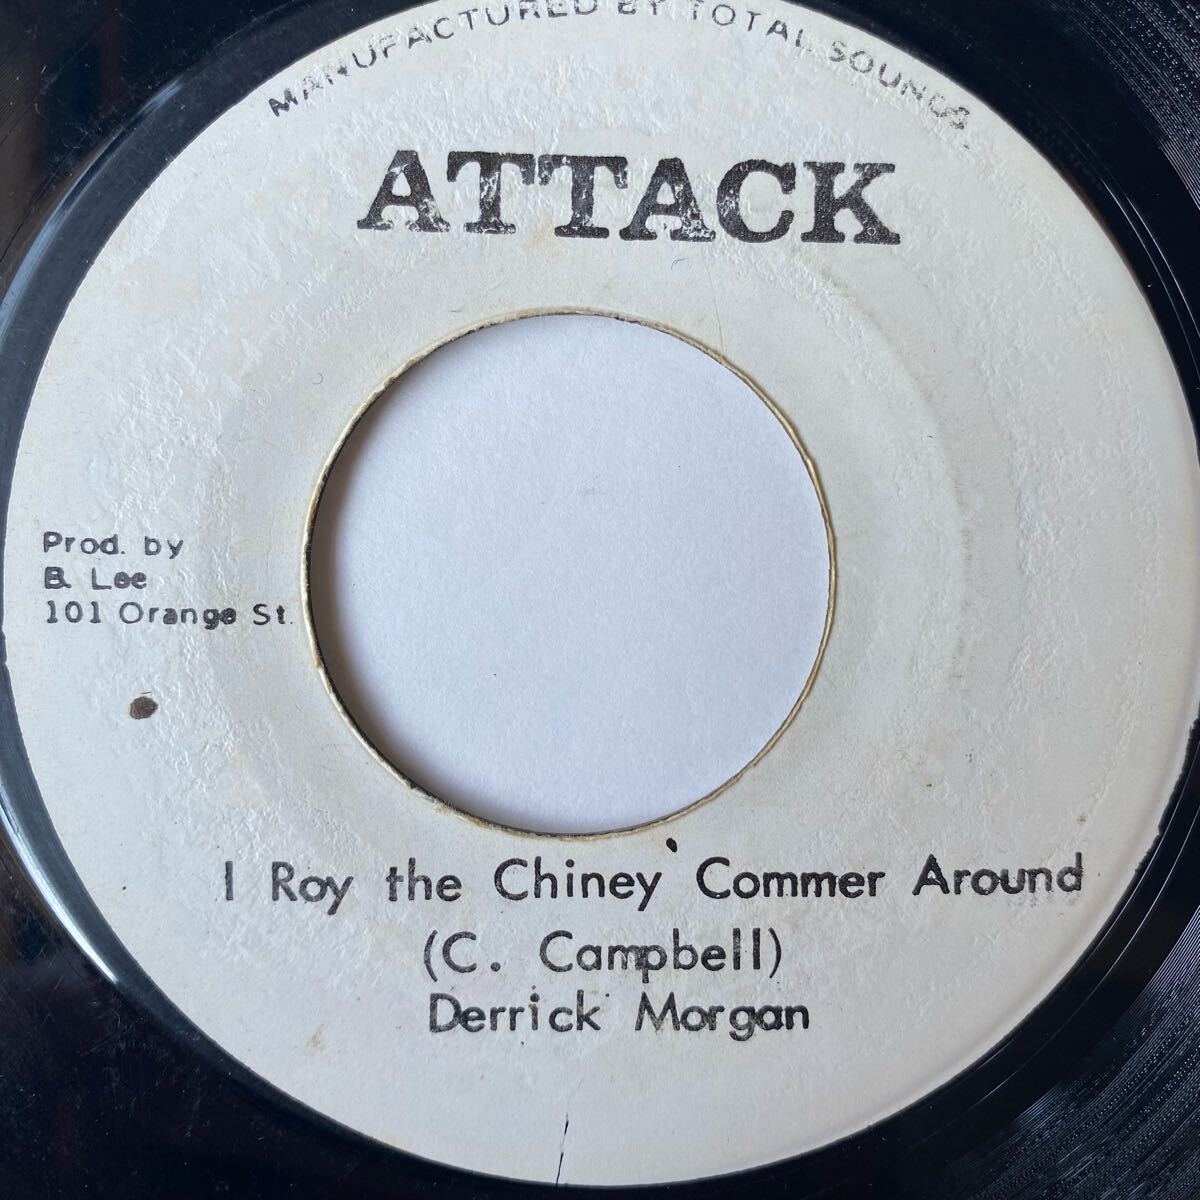 MANUFACTURED BY TOTAL SOUNDS.
ATTACK
Prod. by
B. Lee
101 Orange St.
I Roy the Chiney Commer Around
(C. Campbell)
Derrick Morgan